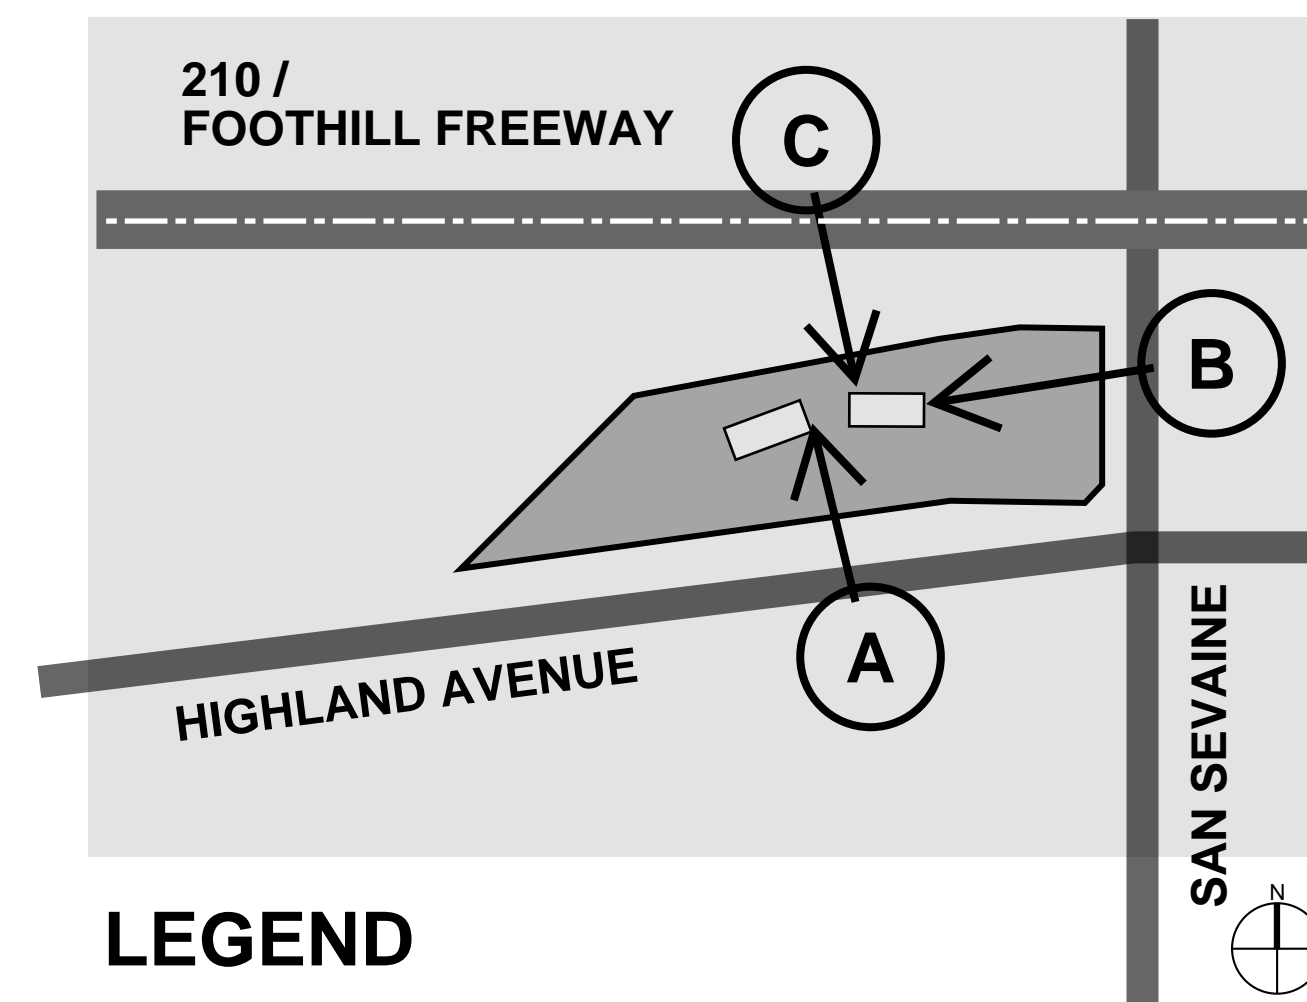 210 /
FOOTHILL FREEWAY
C
B
A
HIGHLAND AVENUE
SAN SEVAINE
N
LEGEND